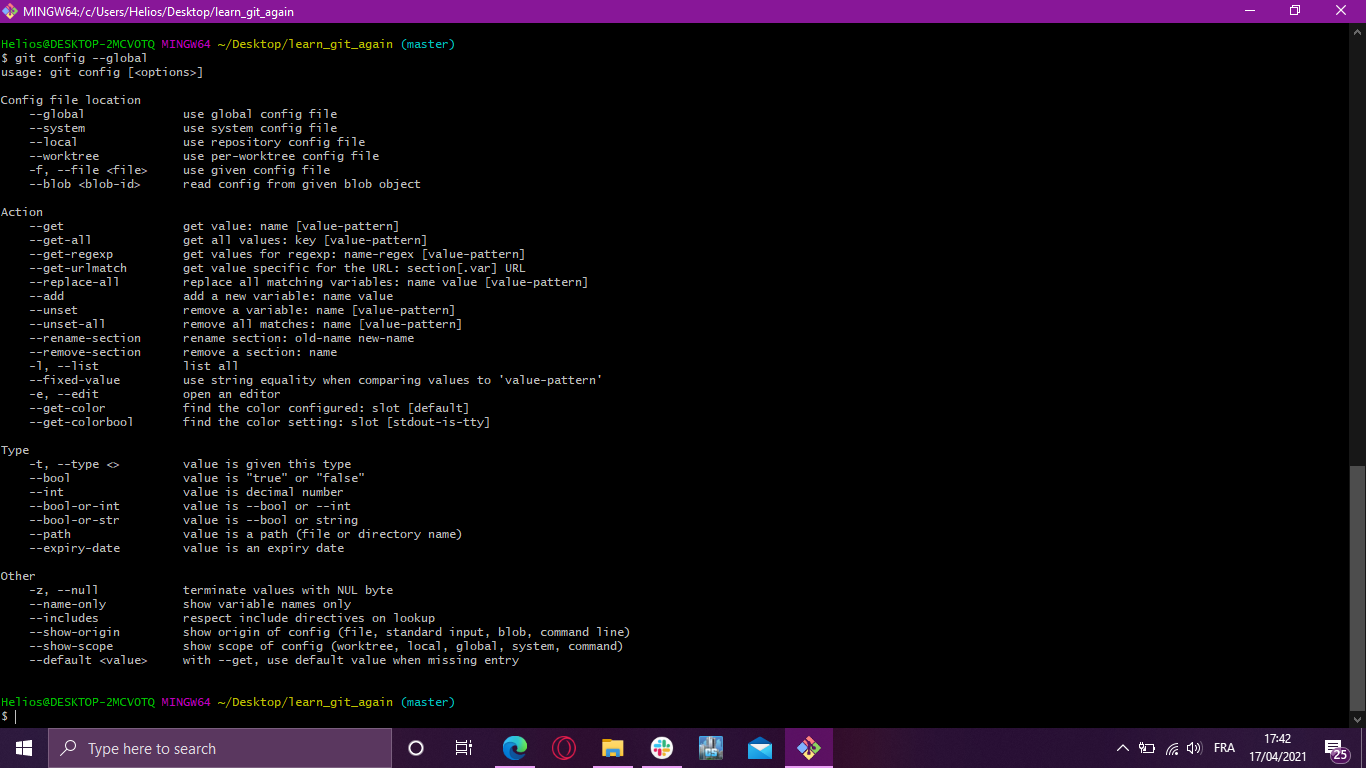 MINGW64:/c/Users/Helios/Desktop/learn_git_again
Helios@DESKTOP-2MCVOTQ MINGW64 ~/Desktop/learn_git_again (master)
$ git config --global
usage: git config [<options>]
Config file location
--global use global config file
--system use system config file
--local use repository config file
--worktree use per-worktree config file
-f, --file <file> use given config file
--blob <blob-id> read config from given blob object
Action
--get get value: name [value-pattern]
--get-all get all values: key [value-pattern]
--get-regexp get values for regexp: name-regex [value-pattern]
--get-urlmatch get value specific for the URL: section[.var] URL
--replace-all replace all matching variables: name value [value-pattern]
--add add a new variable: name value
--unset remove a variable: name [value-pattern]
--unset-all remove all matches: name [value-pattern]
--rename-section rename section: old-name new-name
--remove-section remove a section: name
-l, --list list all
--fixed-value use string equality when comparing values to 'value-pattern'
-e, --edit open an editor
--get-color find the color configured: slot [default]
--get-colorbool find the color setting: slot [stdout-is-tty]
Type
-t, --type <> value is given this type
--bool value is "true" or "false"
--int value is decimal number
--bool-or-int value is --bool or --int
--bool-or-str value is --bool or string
--path value is a path (file or directory name)
--expiry-date value is an expiry date
Other
-z, --null terminate values with NUL byte
--name-only show variable names only
--includes respect include directives on lookup
--show-origin show origin of config (file, standard input, blob, command line)
--show-scope show scope of config (worktree, local, global, system, command)
--default <value> with --get, use default value when missing entry
Helios@DESKTOP-2MCVOTQ MINGW64 ~/Desktop/learn_git_again (master)
$
Type here to search
FRA
17:42
17/04/2021
25